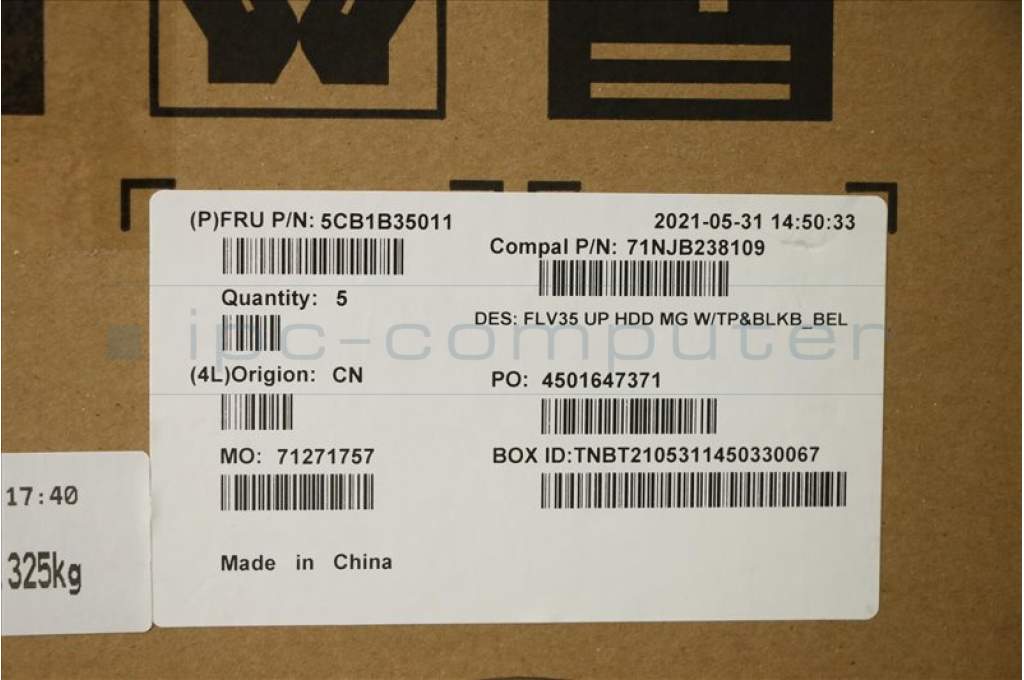 (P)FRU P/N: 5CB1B35011
2021-05-31 14:50:33
Compal P/N: 71NJB238109
Quantity: 5
DES: FLV35 UP HDD MG W/TP&BLKB_BEL
ipc-computer
(4L)Origion: CN
PO: 4501647371
MO: 71271757
BOX ID:TNBT2105311450330067
Made in China
17:40
325kg